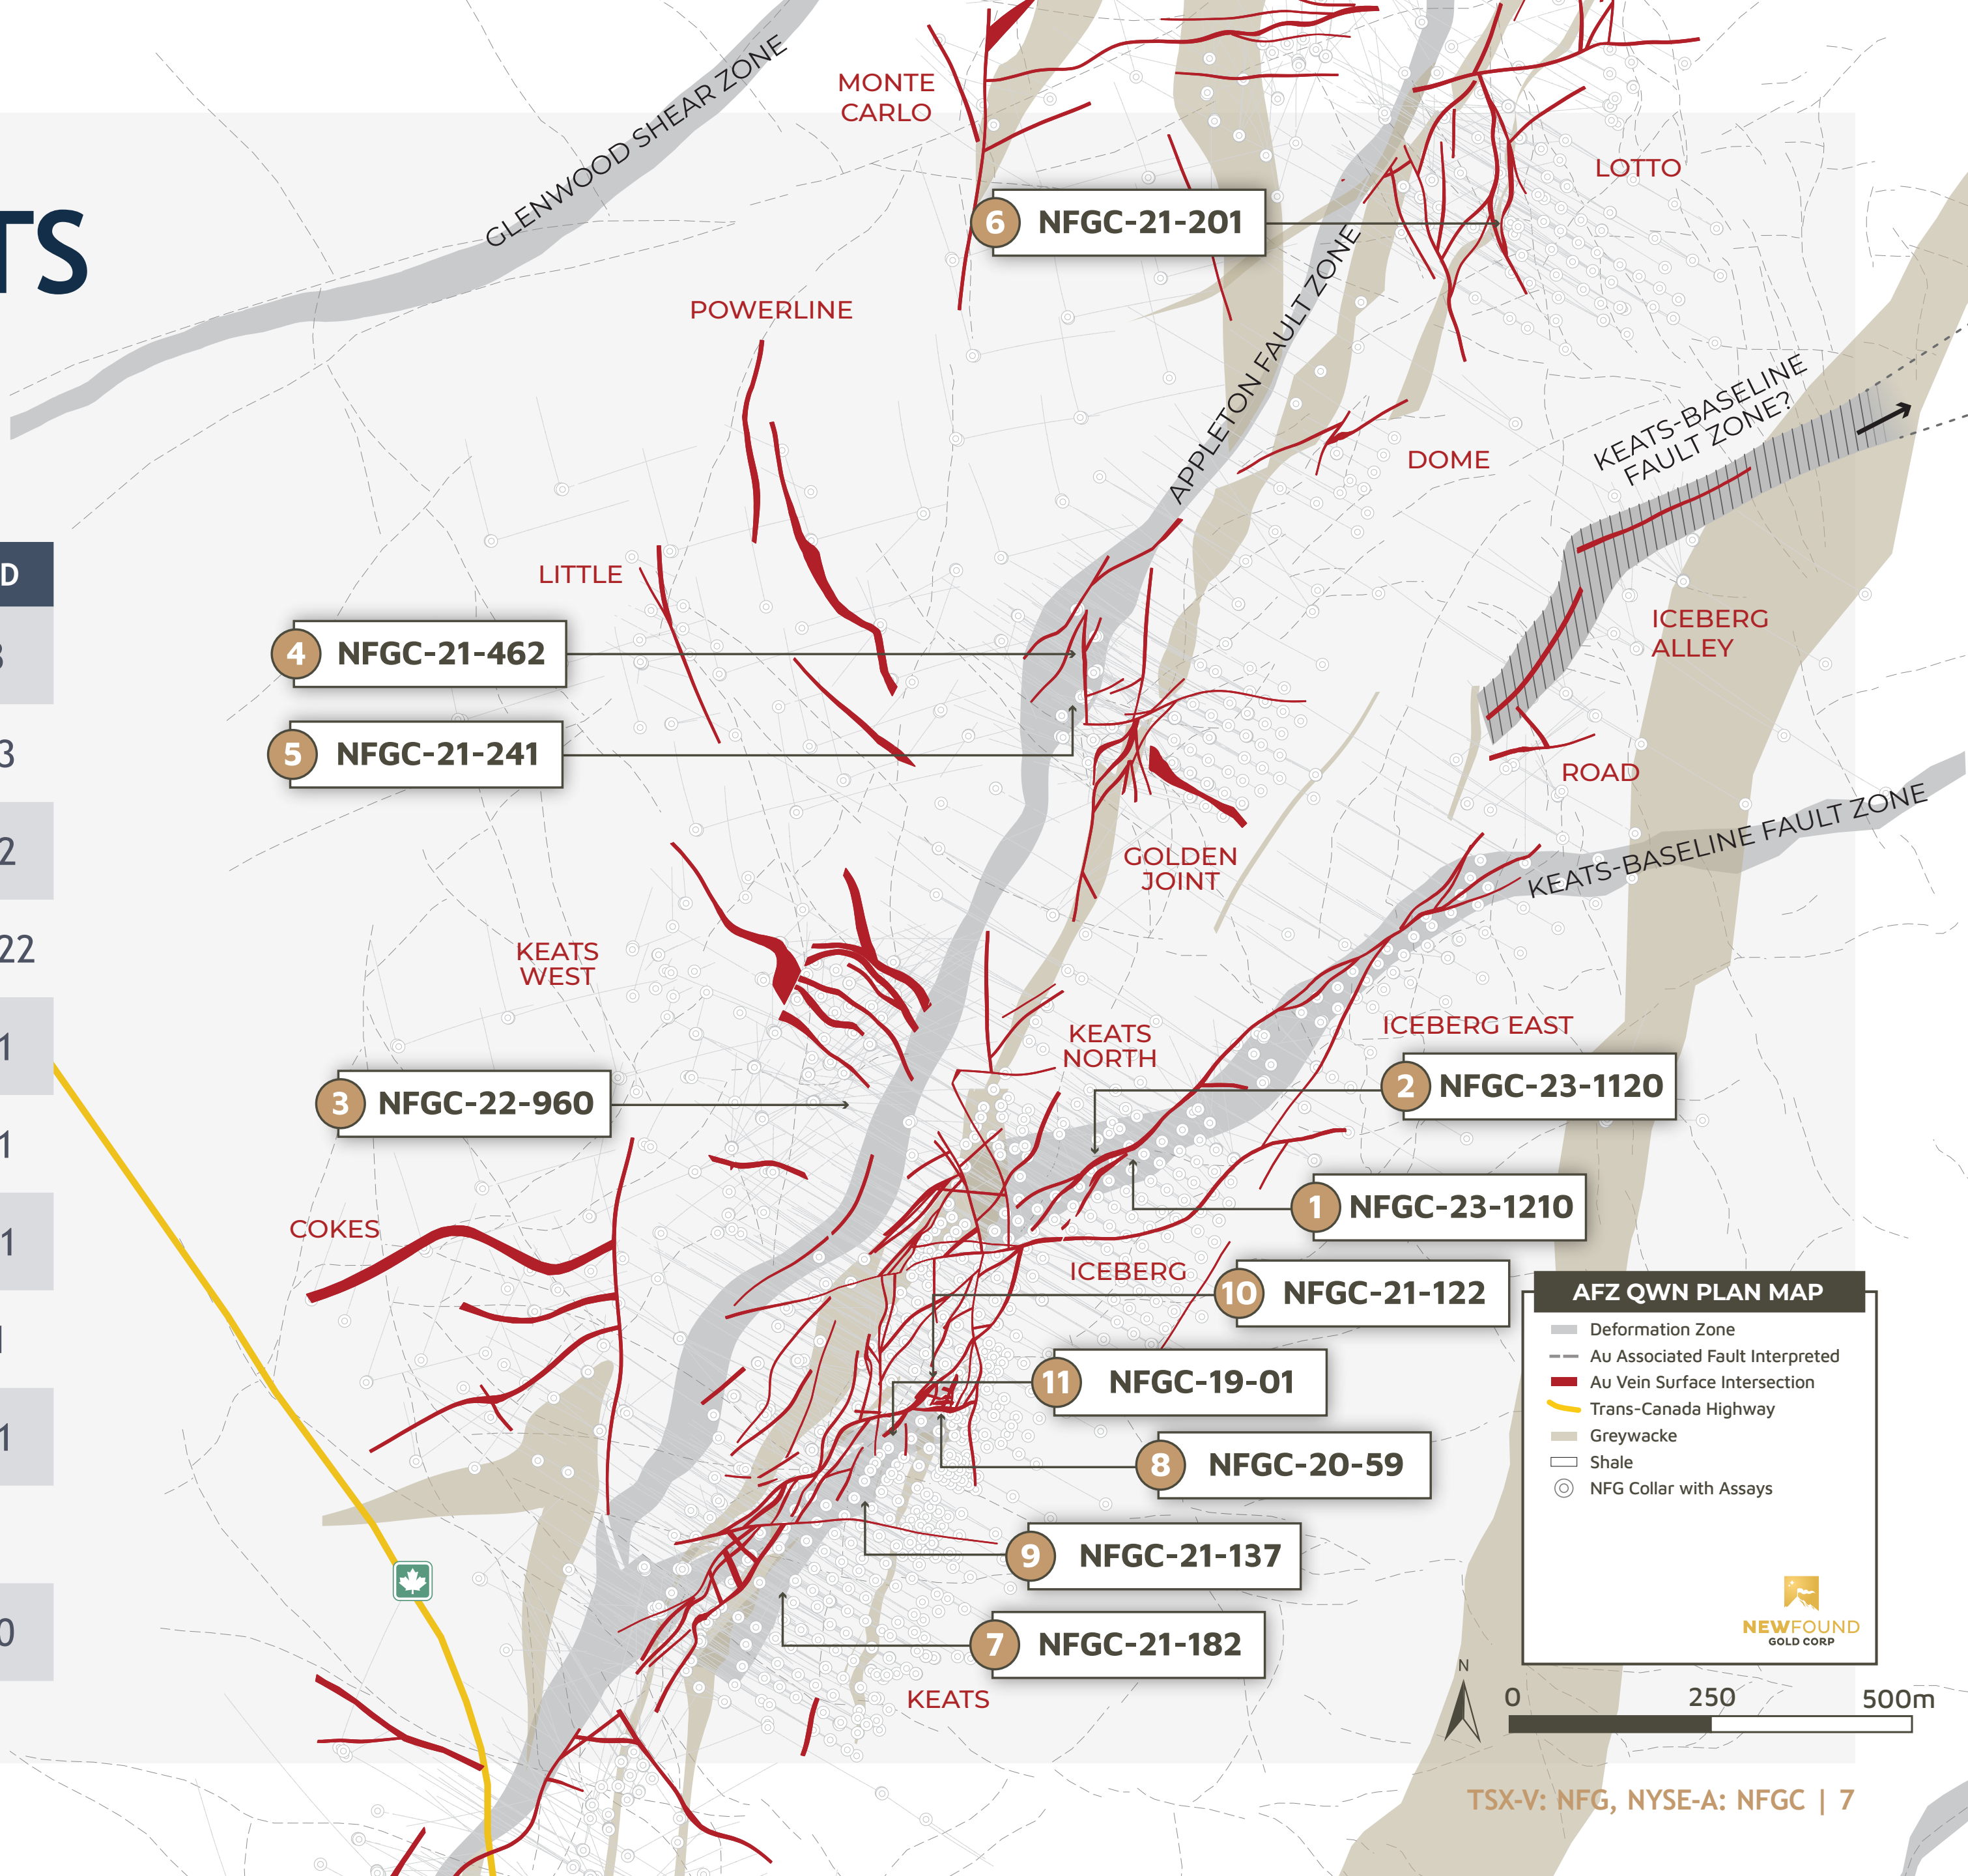 TS
D
3
3
2
22
1
1
1
1
1
0
GLENWOOD SHEAR ZONE
MONTE
CARLO
LOTTO
6 NFGC-21-201
POWERLINE
APPLETON FAULT ZONE
KEATS-BASELINE
FAULT ZONE?
DOME
LITTLE
ICEBERG
ALLEY
4 NFGC-21-462
5 NFGC-21-241
ROAD
KEATS-BASELINE FAULT ZONE
GOLDEN
JOINT
KEATS
WEST
ICEBERG EAST
KEATS
NORTH
2 NFGC-23-1120
3 NFGC-22-960
1 NFGC-23-1210
COKES
ICEBERG
10 NFGC-21-122
11 NFGC-19-01
8 NFGC-20-59
9 NFGC-21-137
7 NFGC-21-182
KEATS
AFZ QWN PLAN MAP
Deformation Zone
Au Associated Fault Interpreted
Au Vein Surface Intersection
Trans-Canada Highway
Greywacke
Shale
NFG Collar with Assays
NEWFOUND
GOLD CORP
N
0 250 500m
TSX-V: NFG, NYSE-A: NFGC | 7